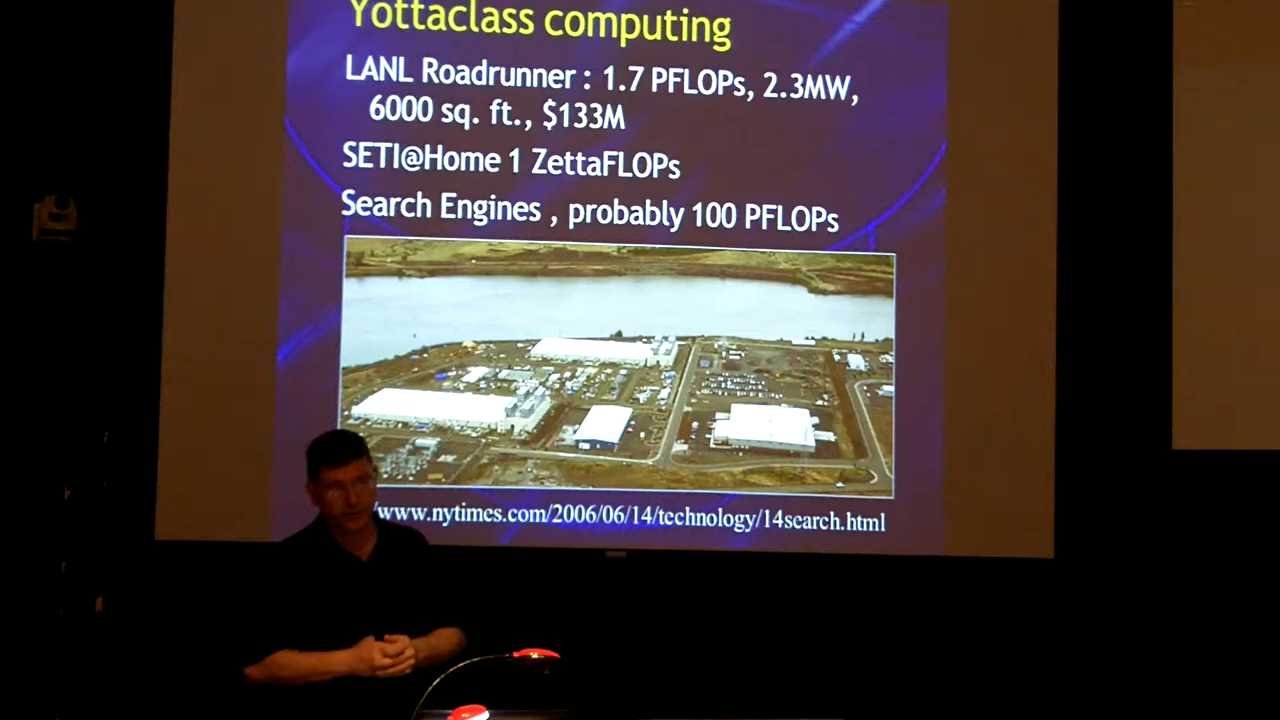 Yottaclass computing
LANL Roadrunner : 1.7 PFLOPs, 2.3MW,
6000 sq. ft., $133M
SETI@Home 1 ZettaFLOPs
Search Engines , probably 100 PFLOPs
/www.nytimes.com/2006/06/14/technology/14search.html